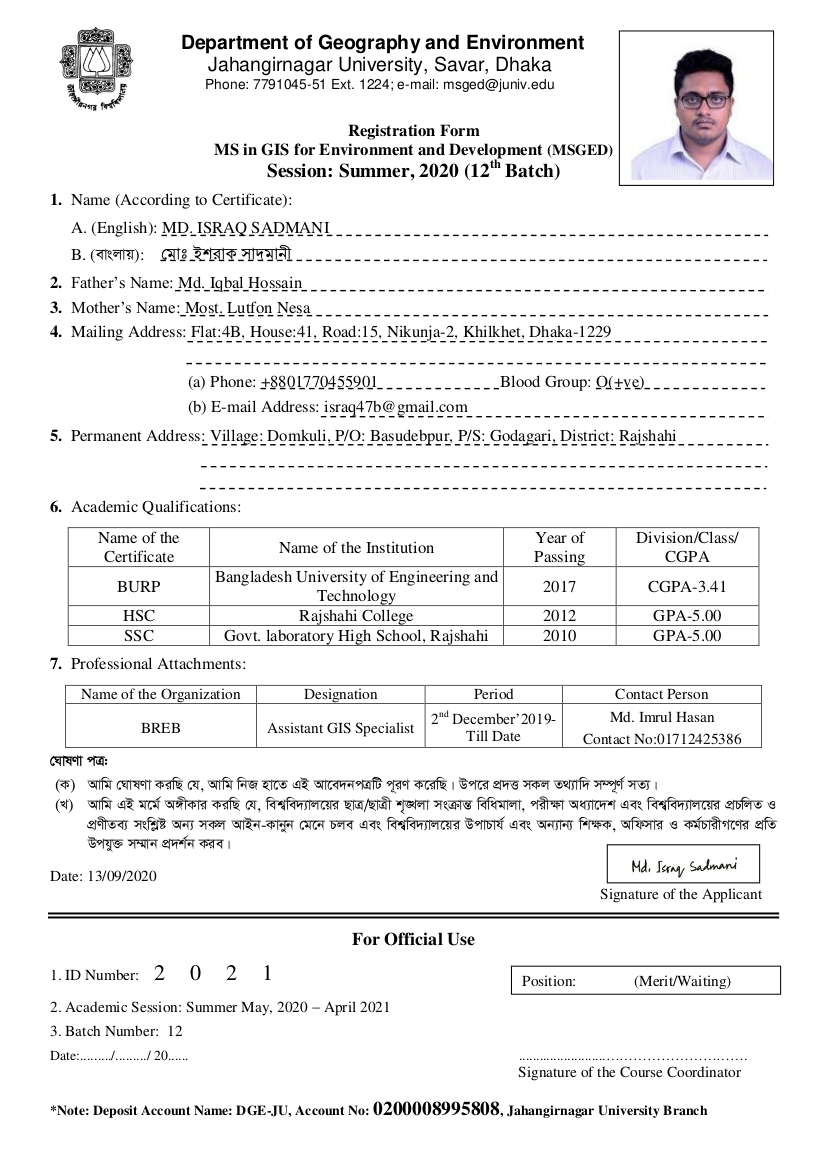 জাহাঙ্গীরনগর বিশ্ববিদ্যালয়
Department of Geography and Environment
Jahangirnagar University, Savar, Dhaka
Phone: 7791045-51 Ext. 1224; e-mail: msged@juniv.edu
Registration Form
MS in GIS for Environment and Development (MSGED)
Session: Summer, 2020 (12th Batch)
1. Name (According to Certificate):
A. (English): MD. ISRAQ SADMANI
B. (বাংলায়): মোঃ ইশরাক সাদমানী
2. Father's Name: Md. Iqbal Hossain
3. Mother's Name: Most. Lutfon Nesa
4. Mailing Address: Flat:4B, House:41, Road:15, Nikunja-2, Khilkhet, Dhaka-1229
(a) Phone: +8801770455901 Blood Group: O(+ve)
(b) E-mail Address: israq47b@gmail.com
5. Permanent Address: Village: Domkuli, P/O: Basudebpur, P/S: Godagari, District: Rajshahi
6. Academic Qualifications:
Name of the Certificate Name of the Institution Year of Passing Division/Class/ CGPA
BURP Bangladesh University of Engineering and Technology 2017 CGPA-3.41
HSC Rajshahi College 2012 GPA-5.00
SSC Govt. laboratory High School, Rajshahi 2010 GPA-5.00
7. Professional Attachments:
Name of the Organization Designation Period Contact Person
BREB Assistant GIS Specialist 2nd December'2019- Till Date Md. Imrul Hasan Contact No:01712425386
ঘোষণা পত্র:
(ক) আমি ঘোষণা করছি যে, আমি নিজ হাতে এই আবেদনপত্রটি পূরণ করেছি। উপরে প্রদত্ত সকল তথ্যাদি সম্পূর্ণ সত্য।
(খ) আমি এই মর্মে অঙ্গীকার করছি যে, বিশ্ববিদ্যালয়ের ছাত্র/ছাত্রী শৃঙ্খলা সংক্রান্ত বিধিমালা, পরীক্ষা অধ্যাদেশ এবং বিশ্ববিদ্যালয়ের প্রচলিত ও
প্রণীতব্য সংশ্লিষ্ট অন্য সকল আইন-কানুন মেনে চলব এবং বিশ্ববিদ্যালয়ের উপাচার্য এবং অন্যান্য শিক্ষক, অফিসার ও কর্মচারীগণের প্রতি
উপযুক্ত সম্মান প্রদর্শন করব।
Md. Israq Sadmani
Date: 13/09/2020
Signature of the Applicant
For Official Use
1. ID Number: 2 0 2 1
Position: (Merit/Waiting)
2. Academic Session: Summer May, 2020 – April 2021
3. Batch Number: 12
Date:........./........./ 20......
Signature of the Course Coordinator
*Note: Deposit Account Name: DGE-JU, Account No: 0200008995808, Jahangirnagar University Branch